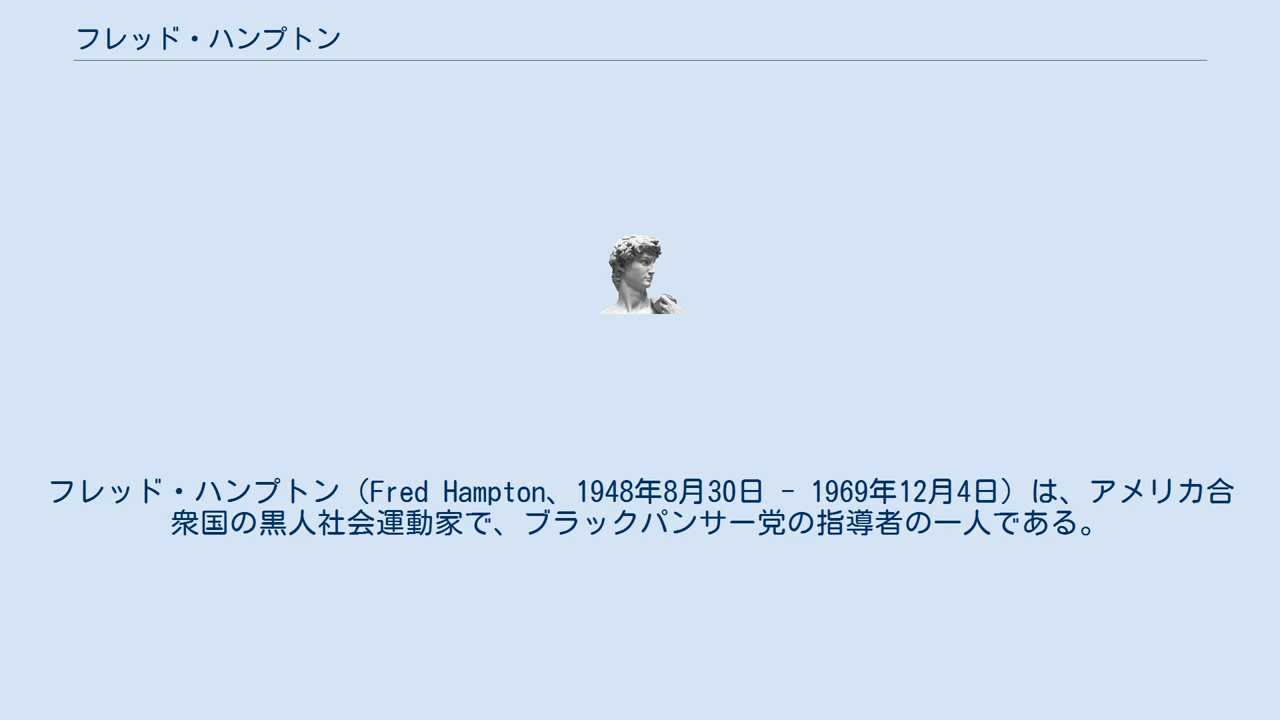 フレッド・ハンプトン
フレッド・ハンプトン（Fred Hampton、1948年8月30日 - 1969年12月4日）は、アメリカ合
衆国の黒人社会運動家で、ブラックパンサー党の指導者の一人である。